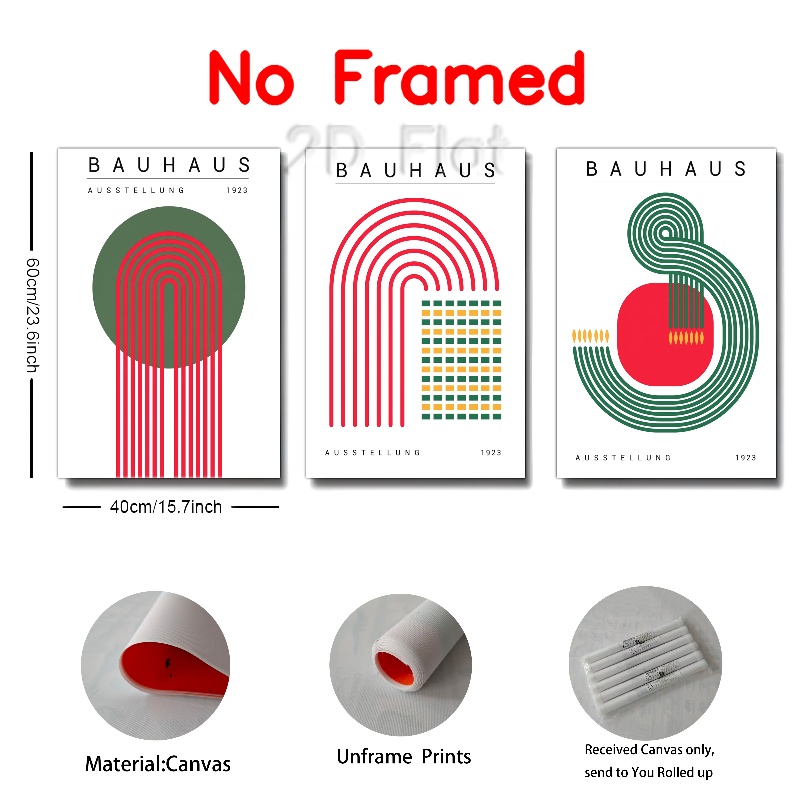 No Framed
2D Flat
BAUHAUS
AUSSTELLUNG 1923
BAUHAUS
AUSSTELLUNG 1923
BAUHAUS
AUSSTELLUNG 1923
60cm/23.6inch
40cm/15.7inch
Material:Canvas
Unframe Prints
Received Canvas only,
send to You Rolled up